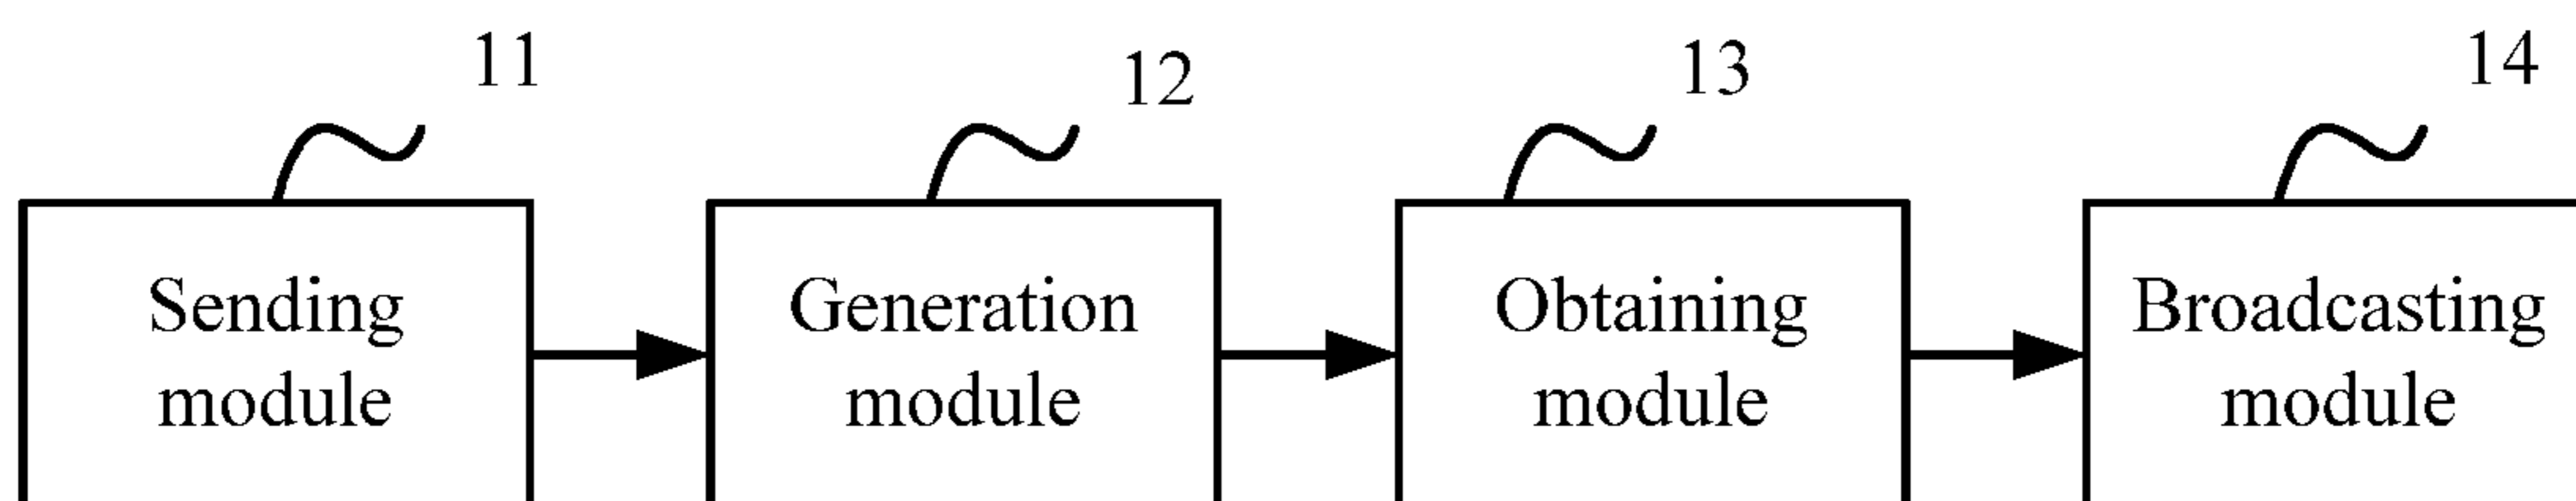 11
12
13
14
Sending
module
Generation
module
Obtaining
module
Broadcasting
module